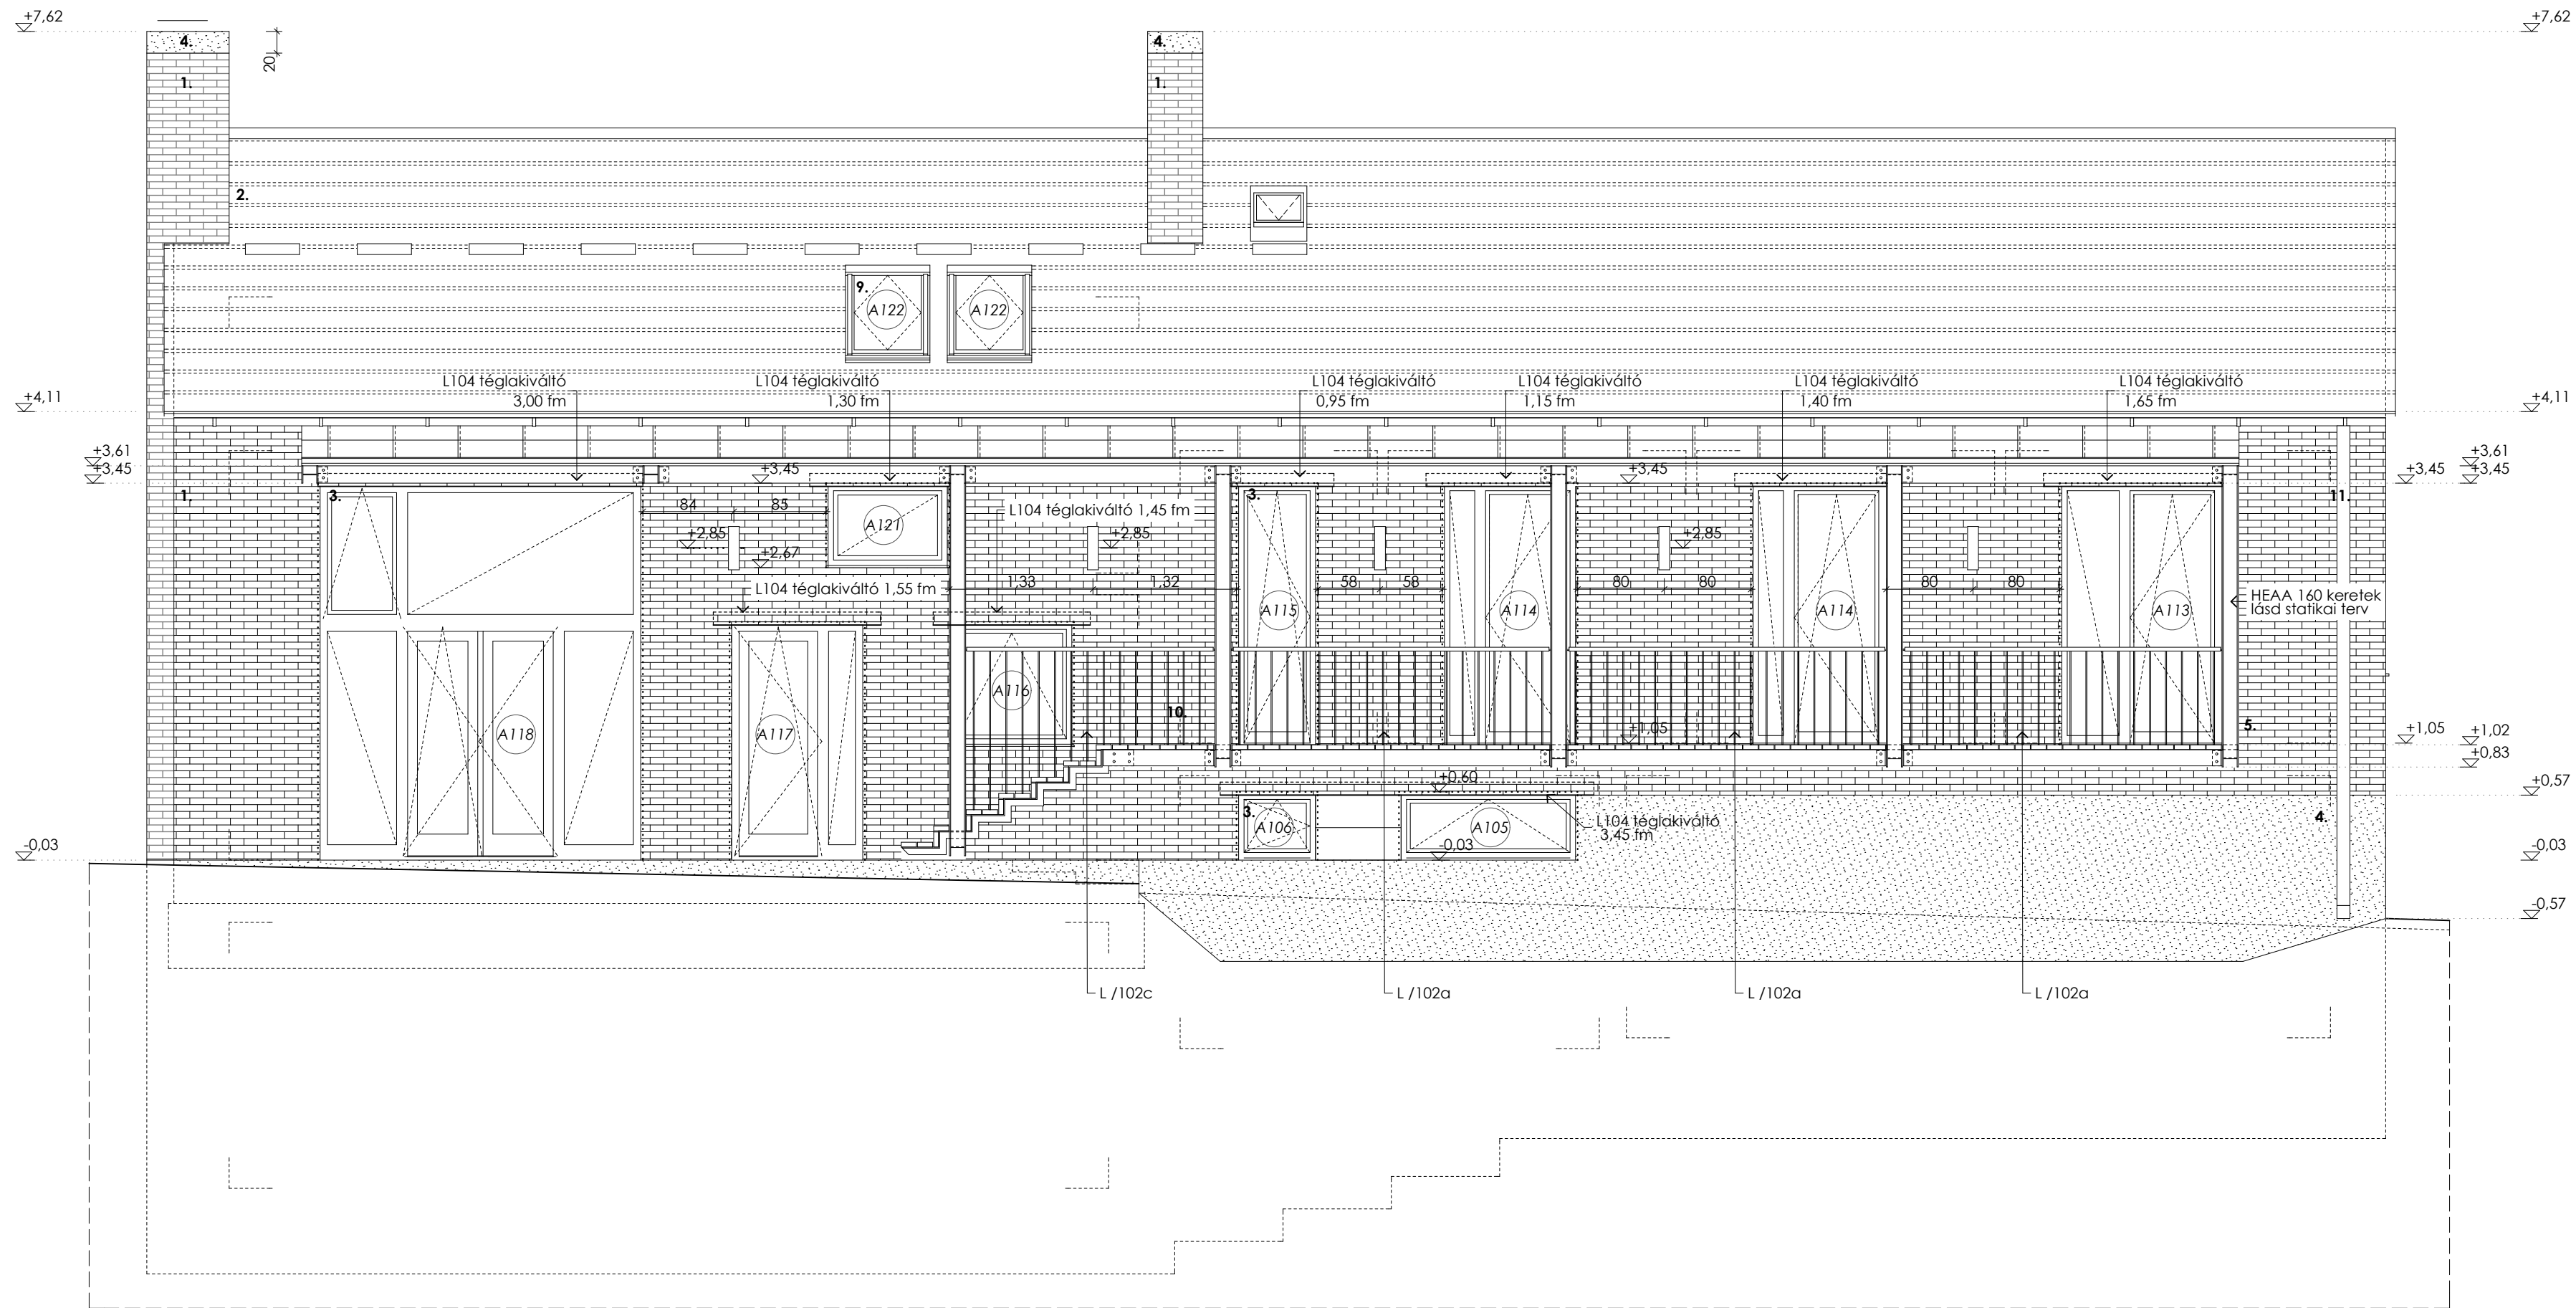 +7,62
+7,62
4.
4.
20
1.
1.
2.
9.
A122
A122
L104 téglakiváltó
3,00 fm
L104 téglakiváltó
1,30 fm
L104 téglakiváltó
0,95 fm
L104 téglakiváltó
1,15 fm
L104 téglakiváltó
1,40 fm
L104 téglakiváltó
1,65 fm
+4,11
+4,11
+3,61
+3,45
+3,45
+3,45
+3,45
+3,61
+3,45
1.
3.
3.
11.
84
85
A121
L104 téglakiváltó 1,45 fm
+2,85
+2,85
+2,85
+2,67
L104 téglakiváltó 1,55 fm
1,33
1,32
58
58
80
80
80
80
HEAA 160 keretek
lásd statikai terv
A115
A114
A114
A113
A116
A118
A117
10.
5.
+1,05
+1,05
+1,02
+0,83
+0,60
+0,57
3.
A106
A105
L104 téglakiváltó
3,45 fm
4.
-0,03
-0,03
-0,03
-0,57
L /102c
L /102a
L /102a
L /102a